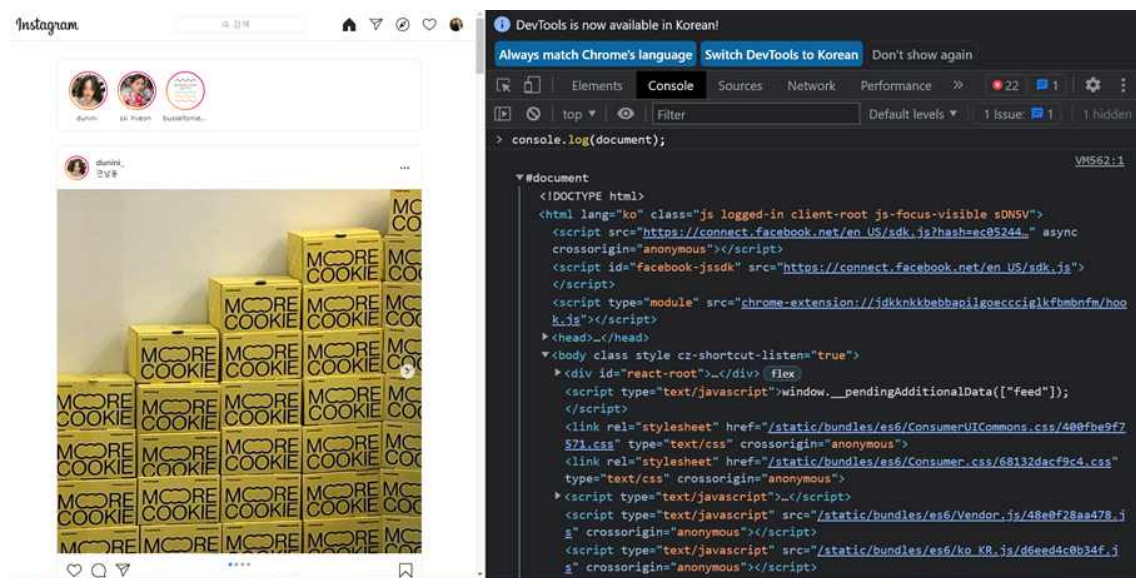 Instagram
검색
dunini
busseltome...
dunini_
연남동
MOORE
COOKIE
DevTools is now available in Korean!
Always match Chrome's language
Switch DevTools to Korean
Don't show again
Elements
Console
Sources
Network
Performance
22
1
top
Filter
Default levels
1 Issue:
1
1 hidden
> console.log(document);
VM562:1
▼#document
<!DOCTYPE html>
<html lang="ko" class="js logged-in client-root js-focus-visible sDN5V">
<script src="https://connect.facebook.net/en_US/sdk.js?hash=ec05244…" async
crossorigin="anonymous"></script>
<script id="facebook-jssdk" src="https://connect.facebook.net/en_US/sdk.js">
</script>
<script type="module" src="chrome-extension://jdkknkkbebbapilgoeccciglkfbmbnfm/hoo
k.js"></script>
▶<head>…</head>
▼<body class style cz-shortcut-listen="true">
▶<div id="react-root">…</div> flex
<script type="text/javascript">window.__pendingAdditionalData(["feed"]);
</script>
<link rel="stylesheet" href="/static/bundles/es6/ConsumerUICommons.css/400fbe9f7
571.css" type="text/css" crossorigin="anonymous">
<link rel="stylesheet" href="/static/bundles/es6/Consumer.css/68132dacf9c4.css"
type="text/css" crossorigin="anonymous">
▶<script type="text/javascript">…</script>
<script type="text/javascript" src="/static/bundles/es6/Vendor.js/48e0f28aa478.j
s" crossorigin="anonymous"></script>
<script type="text/javascript" src="/static/bundles/es6/ko_KR.js/d6eed4c0b34f.j
s" crossorigin="anonymous"></script>